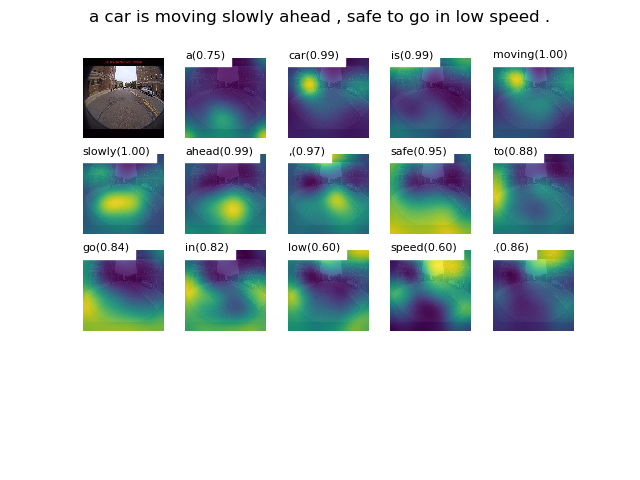 a car is moving slowly ahead , safe to go in low speed .
a(0.75) car(0.99) is(0.99) moving(1.00)
slowly(1.00) ahead(0.99) ,(0.97) safe(0.95) to(0.88)
go(0.84) in(0.82) low(0.60) speed(0.60) .(0.86)